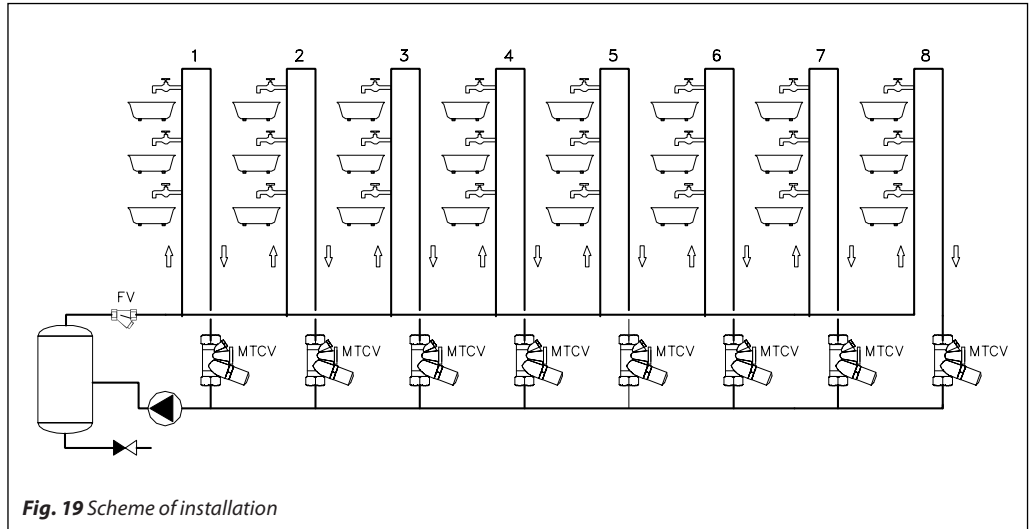 1 2 3 4 5 6 7 8
FV
MTCV MTCV MTCV MTCV MTCV MTCV MTCV MTCV
Fig. 19 Scheme of installation